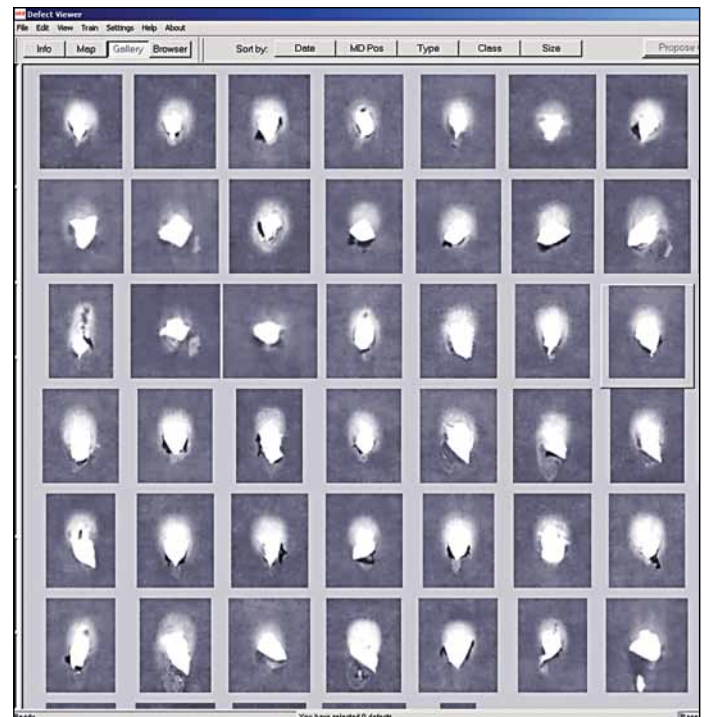 Defect Viewer
File Edit View Train Settings Help About
Info Map Gallery Browser Sort by: Date MD Pos Type Class Size Propose
Ready You have selected 0 defects